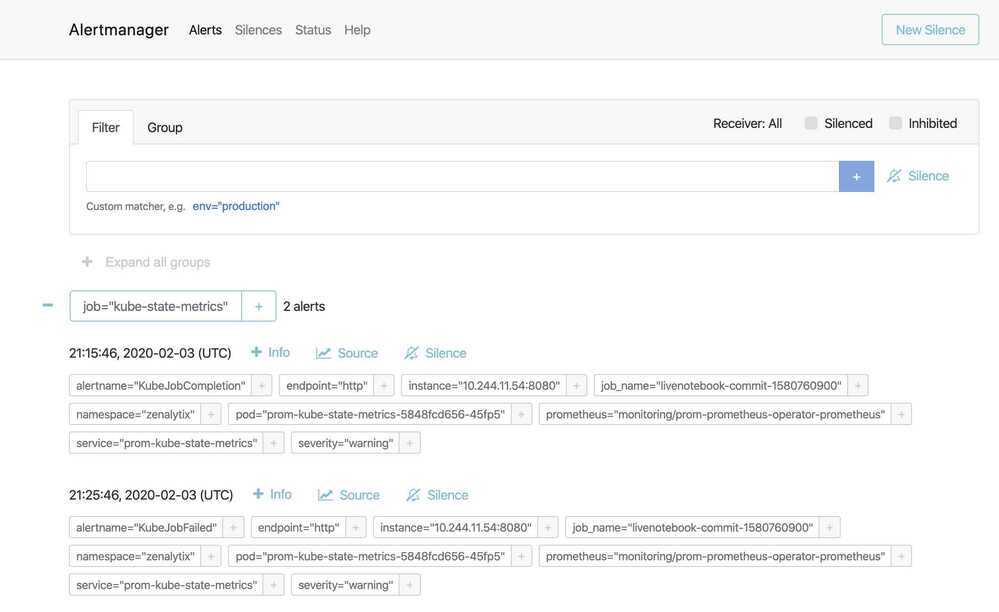 Alertmanager Alerts Silences Status Help New Silence
Filter Group Receiver: All Silenced Inhibited
+ Silence
Custom matcher, e.g. env="production"
+ Expand all groups
− job="kube-state-metrics" + 2 alerts
21:15:46, 2020-02-03 (UTC) + Info Source Silence
alertname="KubeJobCompletion" + endpoint="http" + instance="10.244.11.54:8080" + job_name="livenotebook-commit-1580760900" +
namespace="zenalytix" + pod="prom-kube-state-metrics-5848fcd656-45fp5" + prometheus="monitoring/prom-prometheus-operator-prometheus" +
service="prom-kube-state-metrics" + severity="warning" +
21:25:46, 2020-02-03 (UTC) + Info Source Silence
alertname="KubeJobFailed" + endpoint="http" + instance="10.244.11.54:8080" + job_name="livenotebook-commit-1580760900" +
namespace="zenalytix" + pod="prom-kube-state-metrics-5848fcd656-45fp5" + prometheus="monitoring/prom-prometheus-operator-prometheus" +
service="prom-kube-state-metrics" + severity="warning" +